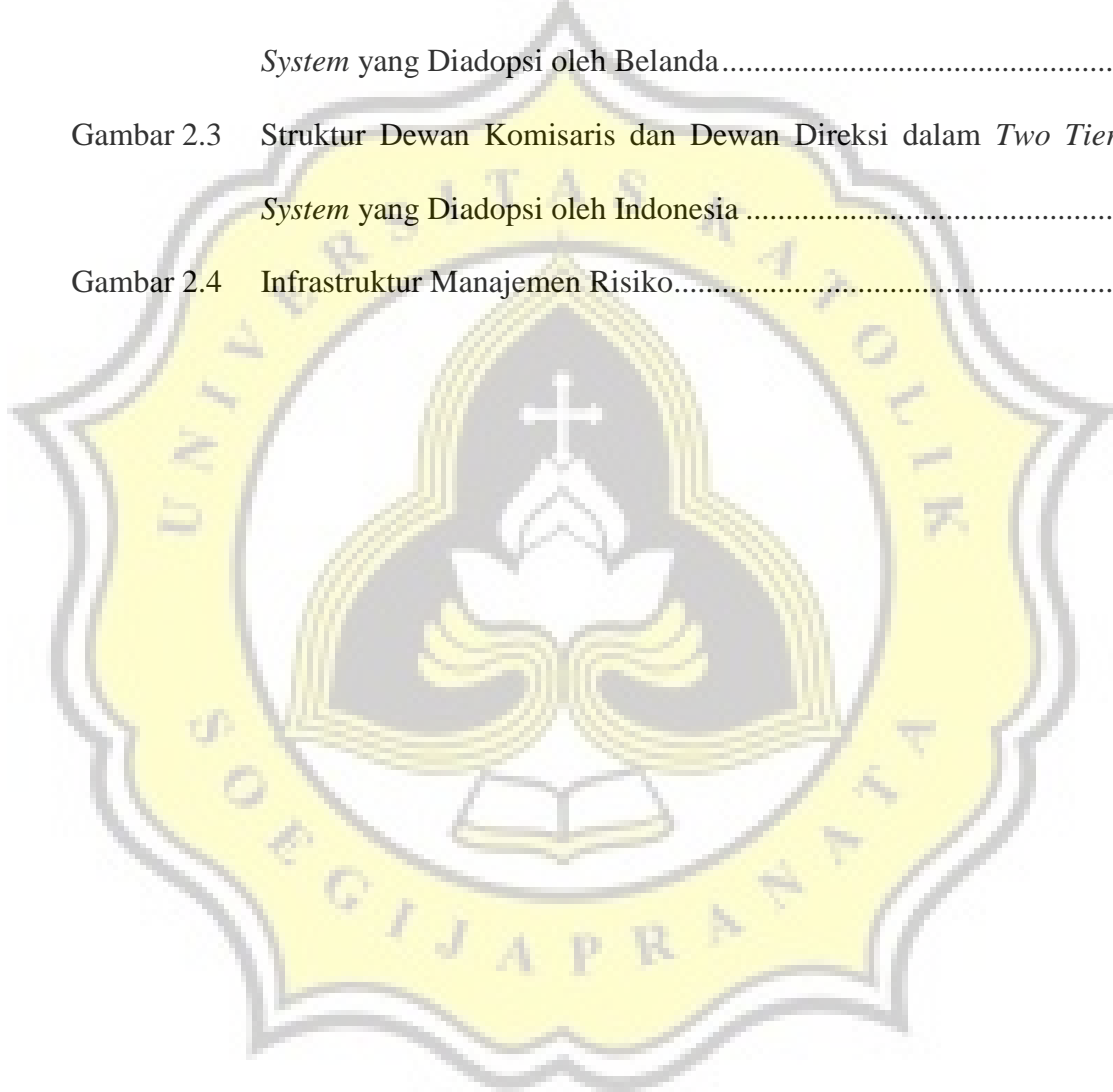 System yang Diadopsi oleh Belanda.............................................
Gambar 2.3 Struktur Dewan Komisaris dan Dewan Direksi dalam Two Tier
System yang Diadopsi oleh Indonesia ..........................................
Gambar 2.4 Infrastruktur Manajemen Risiko...................................................
UNIVERSITAS KATOLIK
SOEGIJAPRANATA